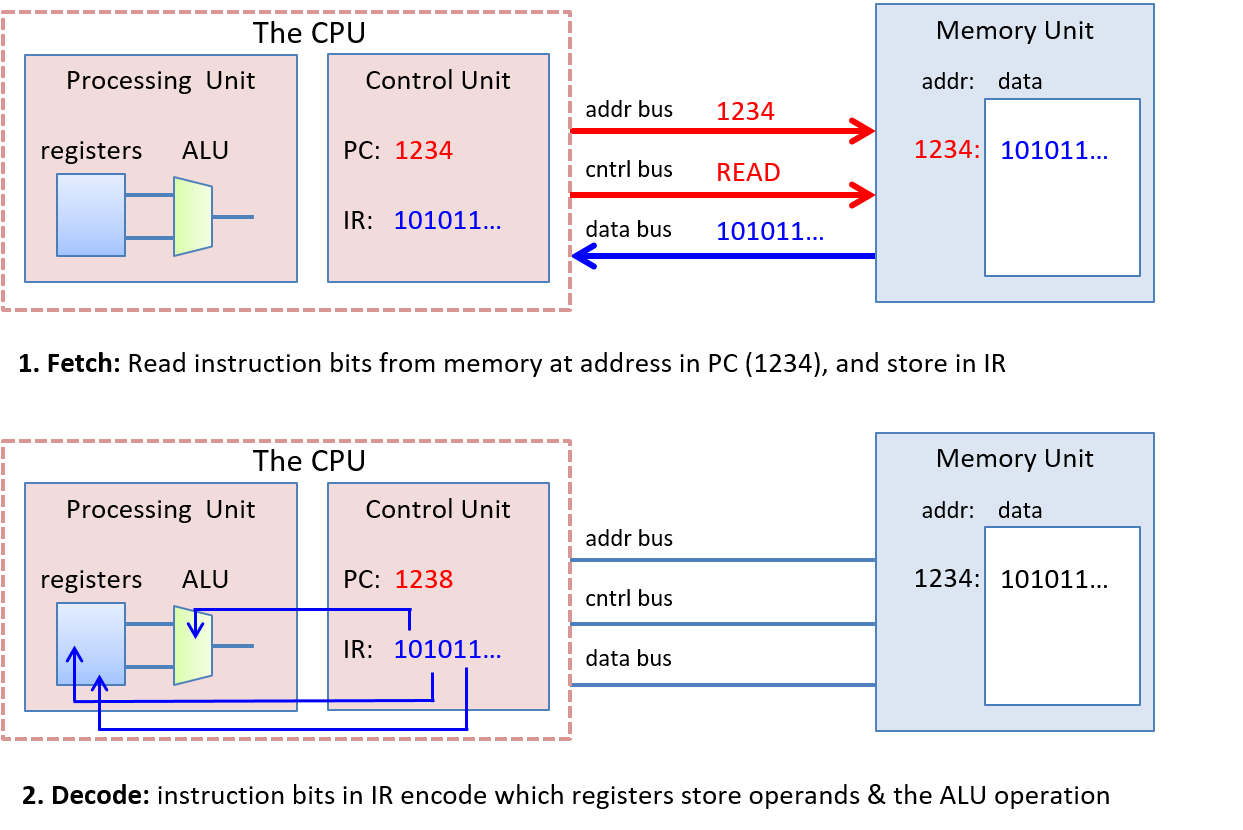 The CPU
Processing Unit
registers ALU
Control Unit
PC: 1234
IR: 101011...
addr bus 1234
cntrl bus READ
data bus 101011...
Memory Unit
addr: data
1234: 101011...
1. Fetch: Read instruction bits from memory at address in PC (1234), and store in IR
The CPU
Processing Unit
registers ALU
Control Unit
PC: 1238
IR: 101011...
addr bus
cntrl bus
data bus
Memory Unit
addr: data
1234: 101011...
2. Decode: instruction bits in IR encode which registers store operands & the ALU operation